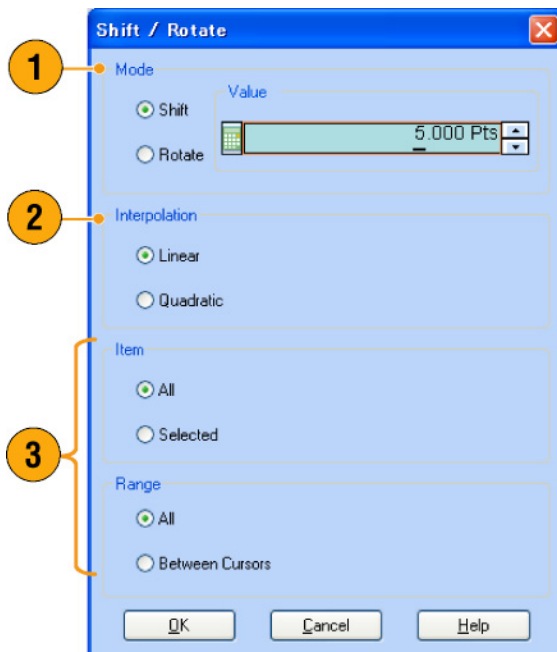 Shift / Rotate
1
Mode
Value
Shift
5.000 Pts
Rotate
2
Interpolation
Linear
Quadratic
3
Item
All
Selected
Range
All
Between Cursors
OK Cancel Help